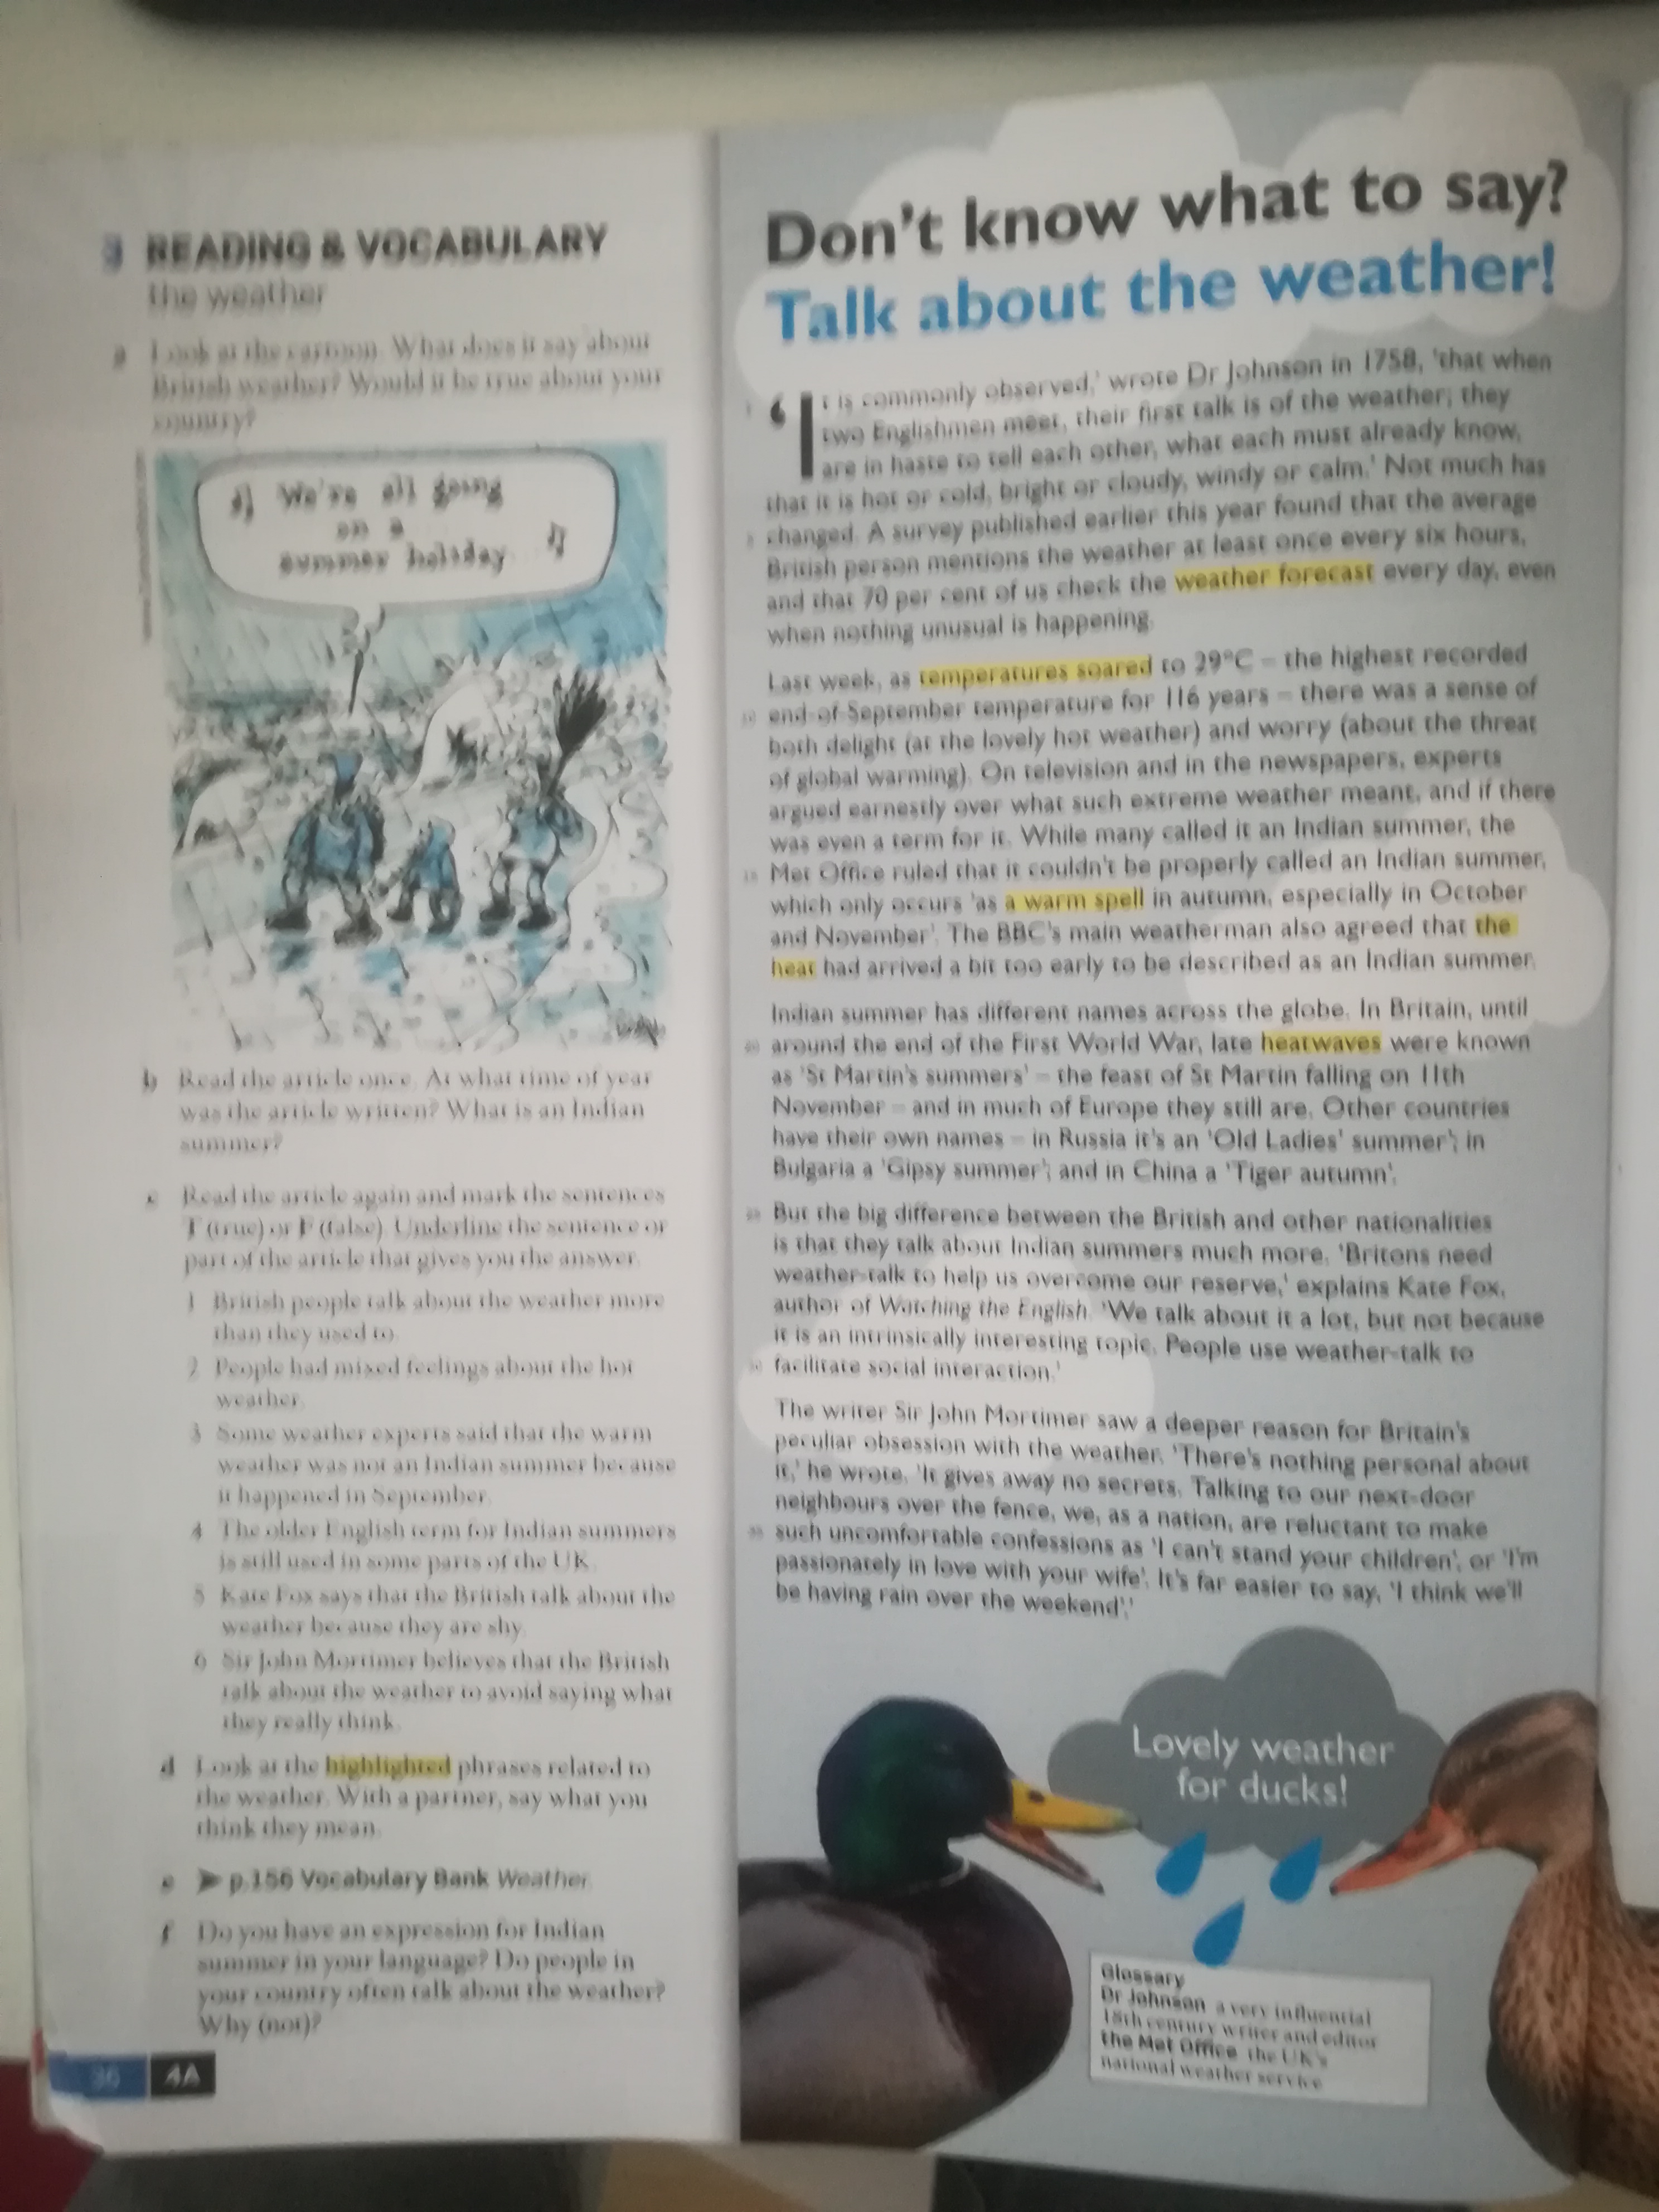 3 READING & VOCABULARY
the weather
a Look at the cartoon. What does it say about
British weather? Would it be true about your
country?
We're all going
on a
summer holiday
b Read the article once. At what time of year
was the article written? What is an Indian
summer?
c Read the article again and mark the sentences
T (true) or F (false). Underline the sentence or
part of the article that gives you the answer.
1 British people talk about the weather more
than they used to.
2 People had mixed feelings about the hot
weather.
3 Some weather experts said that the warm
weather was not an Indian summer because
it happened in September.
4 The older English term for Indian summers
is still used in some parts of the UK.
5 Kate Fox says that the British talk about the
weather because they are shy.
6 Sir John Mortimer believes that the British
talk about the weather to avoid saying what
they really think.
d Look at the highlighted phrases related to
the weather. With a partner, say what you
think they mean.
e ➤ p.156 Vocabulary Bank Weather.
f Do you have an expression for Indian
summer in your language? Do people in
your country often talk about the weather?
Why (not)?
36 4A
Don't know what to say?
Talk about the weather!
1 'It is commonly observed,' wrote Dr Johnson in 1758, 'that when
two Englishmen meet, their first talk is of the weather; they
are in haste to tell each other, what each must already know,
that it is hot or cold, bright or cloudy, windy or calm.' Not much has
5 changed. A survey published earlier this year found that the average
British person mentions the weather at least once every six hours,
and that 70 per cent of us check the weather forecast every day, even
when nothing unusual is happening.
Last week, as temperatures soared to 29°C – the highest recorded
10 end-of-September temperature for 116 years – there was a sense of
both delight (at the lovely hot weather) and worry (about the threat
of global warming). On television and in the newspapers, experts
argued earnestly over what such extreme weather meant, and if there
was even a term for it. While many called it an Indian summer, the
15 Met Office ruled that it couldn't be properly called an Indian summer,
which only occurs 'as a warm spell in autumn, especially in October
and November'. The BBC's main weatherman also agreed that the
heat had arrived a bit too early to be described as an Indian summer.
Indian summer has different names across the globe. In Britain, until
20 around the end of the First World War, late heatwaves were known
as 'St Martin's summers' – the feast of St Martin falling on 11th
November – and in much of Europe they still are. Other countries
have their own names – in Russia it's an 'Old Ladies' summer'; in
Bulgaria a 'Gipsy summer'; and in China a 'Tiger autumn'.
25 But the big difference between the British and other nationalities
is that they talk about Indian summers much more. 'Britons need
weather-talk to help us overcome our reserve,' explains Kate Fox,
author of Watching the English. 'We talk about it a lot, but not because
it is an intrinsically interesting topic. People use weather-talk to
30 facilitate social interaction.'
The writer Sir John Mortimer saw a deeper reason for Britain's
peculiar obsession with the weather. 'There's nothing personal about
it,' he wrote. 'It gives away no secrets. Talking to our next-door
neighbours over the fence, we, as a nation, are reluctant to make
35 such uncomfortable confessions as 'I can't stand your children', or 'I'm
passionately in love with your wife'. It's far easier to say, 'I think we'll
be having rain over the weekend'.'
Lovely weather
for ducks!
Glossary
Dr Johnson a very influential
18th century writer and editor
the Met Office the UK's
national weather service